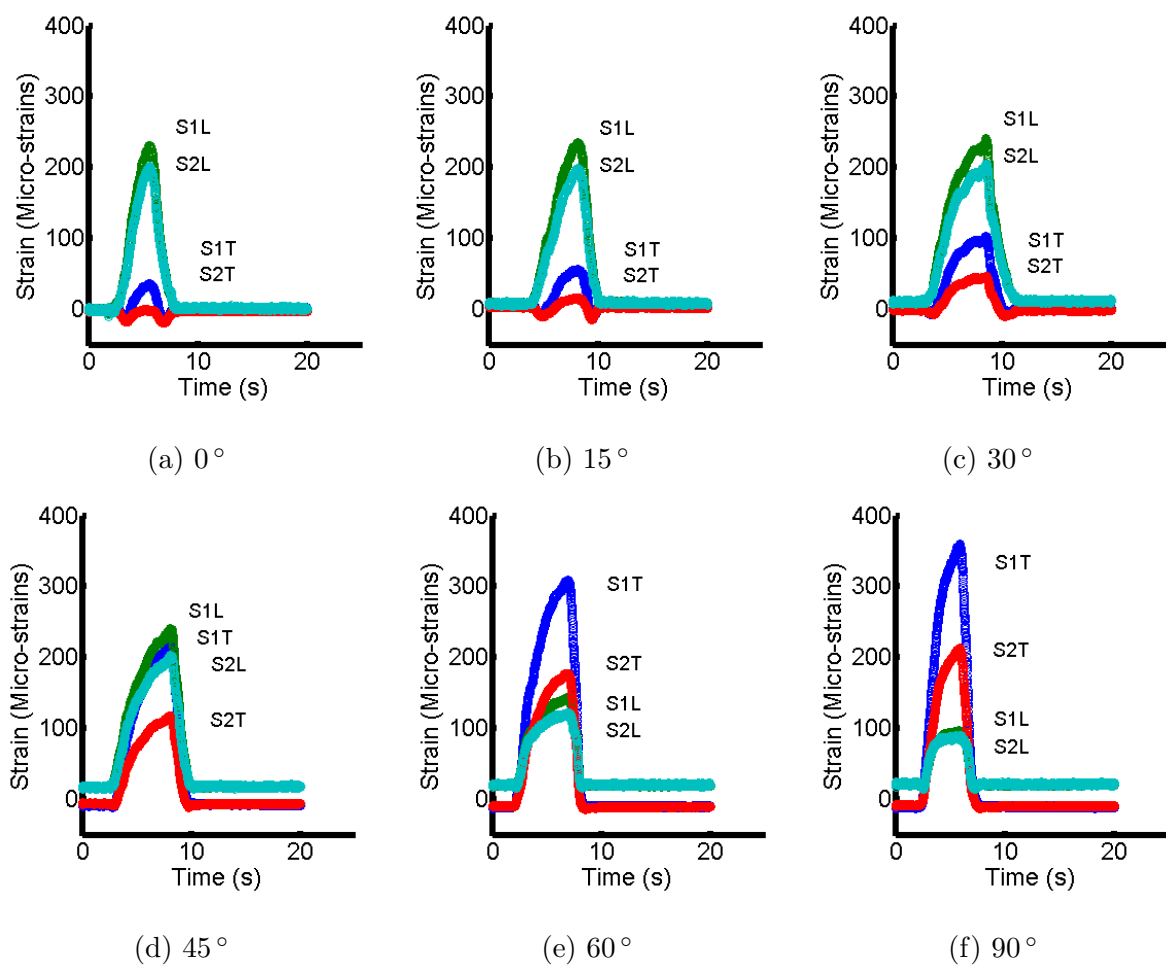 400
300
200
100
0
Strain (Micro-strains)
S1L
S2L
S1T
S2T
0 10 20
Time (s)
(a) 0°
400
300
200
100
0
Strain (Micro-strains)
S1L
S2L
S1T
S2T
0 10 20
Time (s)
(b) 15°
400
300
200
100
0
Strain (Micro-strains)
S1L
S2L
S1T
S2T
0 10 20
Time (s)
(c) 30°
400
300
200
100
0
Strain (Micro-strains)
S1L
S1T
S2L
S2T
0 10 20
Time (s)
(d) 45°
400
300
200
100
0
Strain (Micro-strains)
S1T
S2T
S1L
S2L
0 10 20
Time (s)
(e) 60°
400
300
200
100
0
Strain (Micro-strains)
S1T
S2T
S1L
S2L
0 10 20
Time (s)
(f) 90°